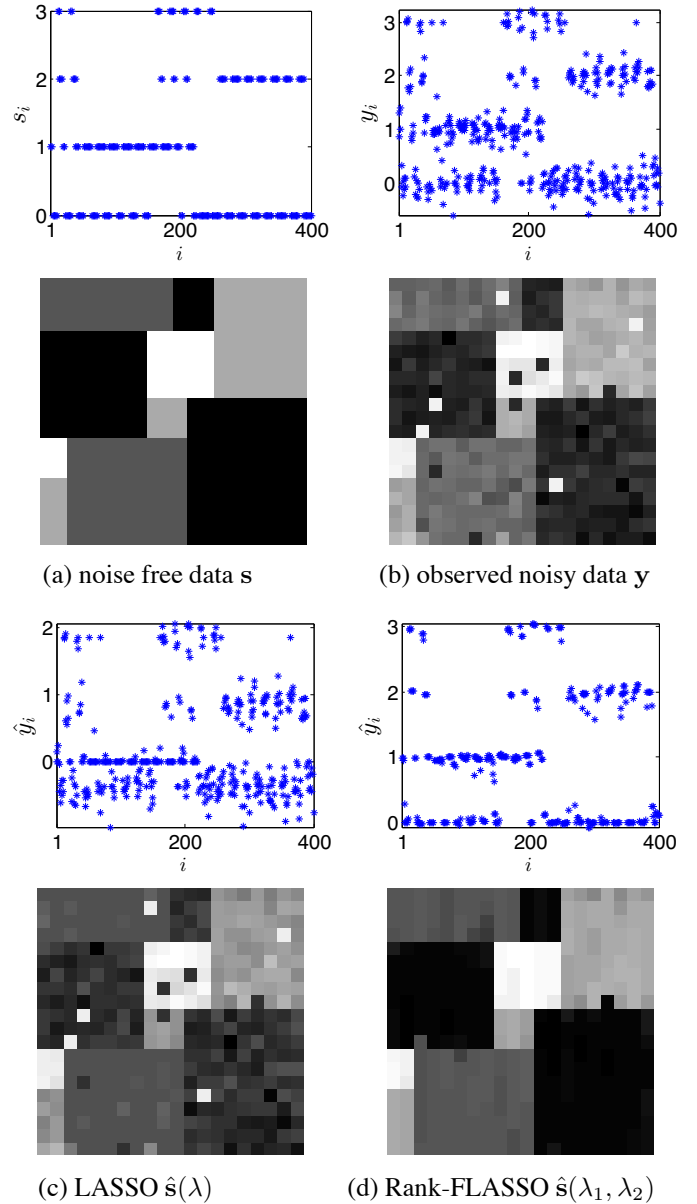 3
2
1
0
s_i
1
200
400
i
3
2
1
0
y_i
1
200
400
i
(a) noise free data s
(b) observed noisy data y
2
1
0
ŷ_i
1
200
400
i
3
2
1
0
ŷ_i
1
200
400
i
(c) LASSO ŝ(λ)
(d) Rank-FLASSO ŝ(λ₁, λ₂)